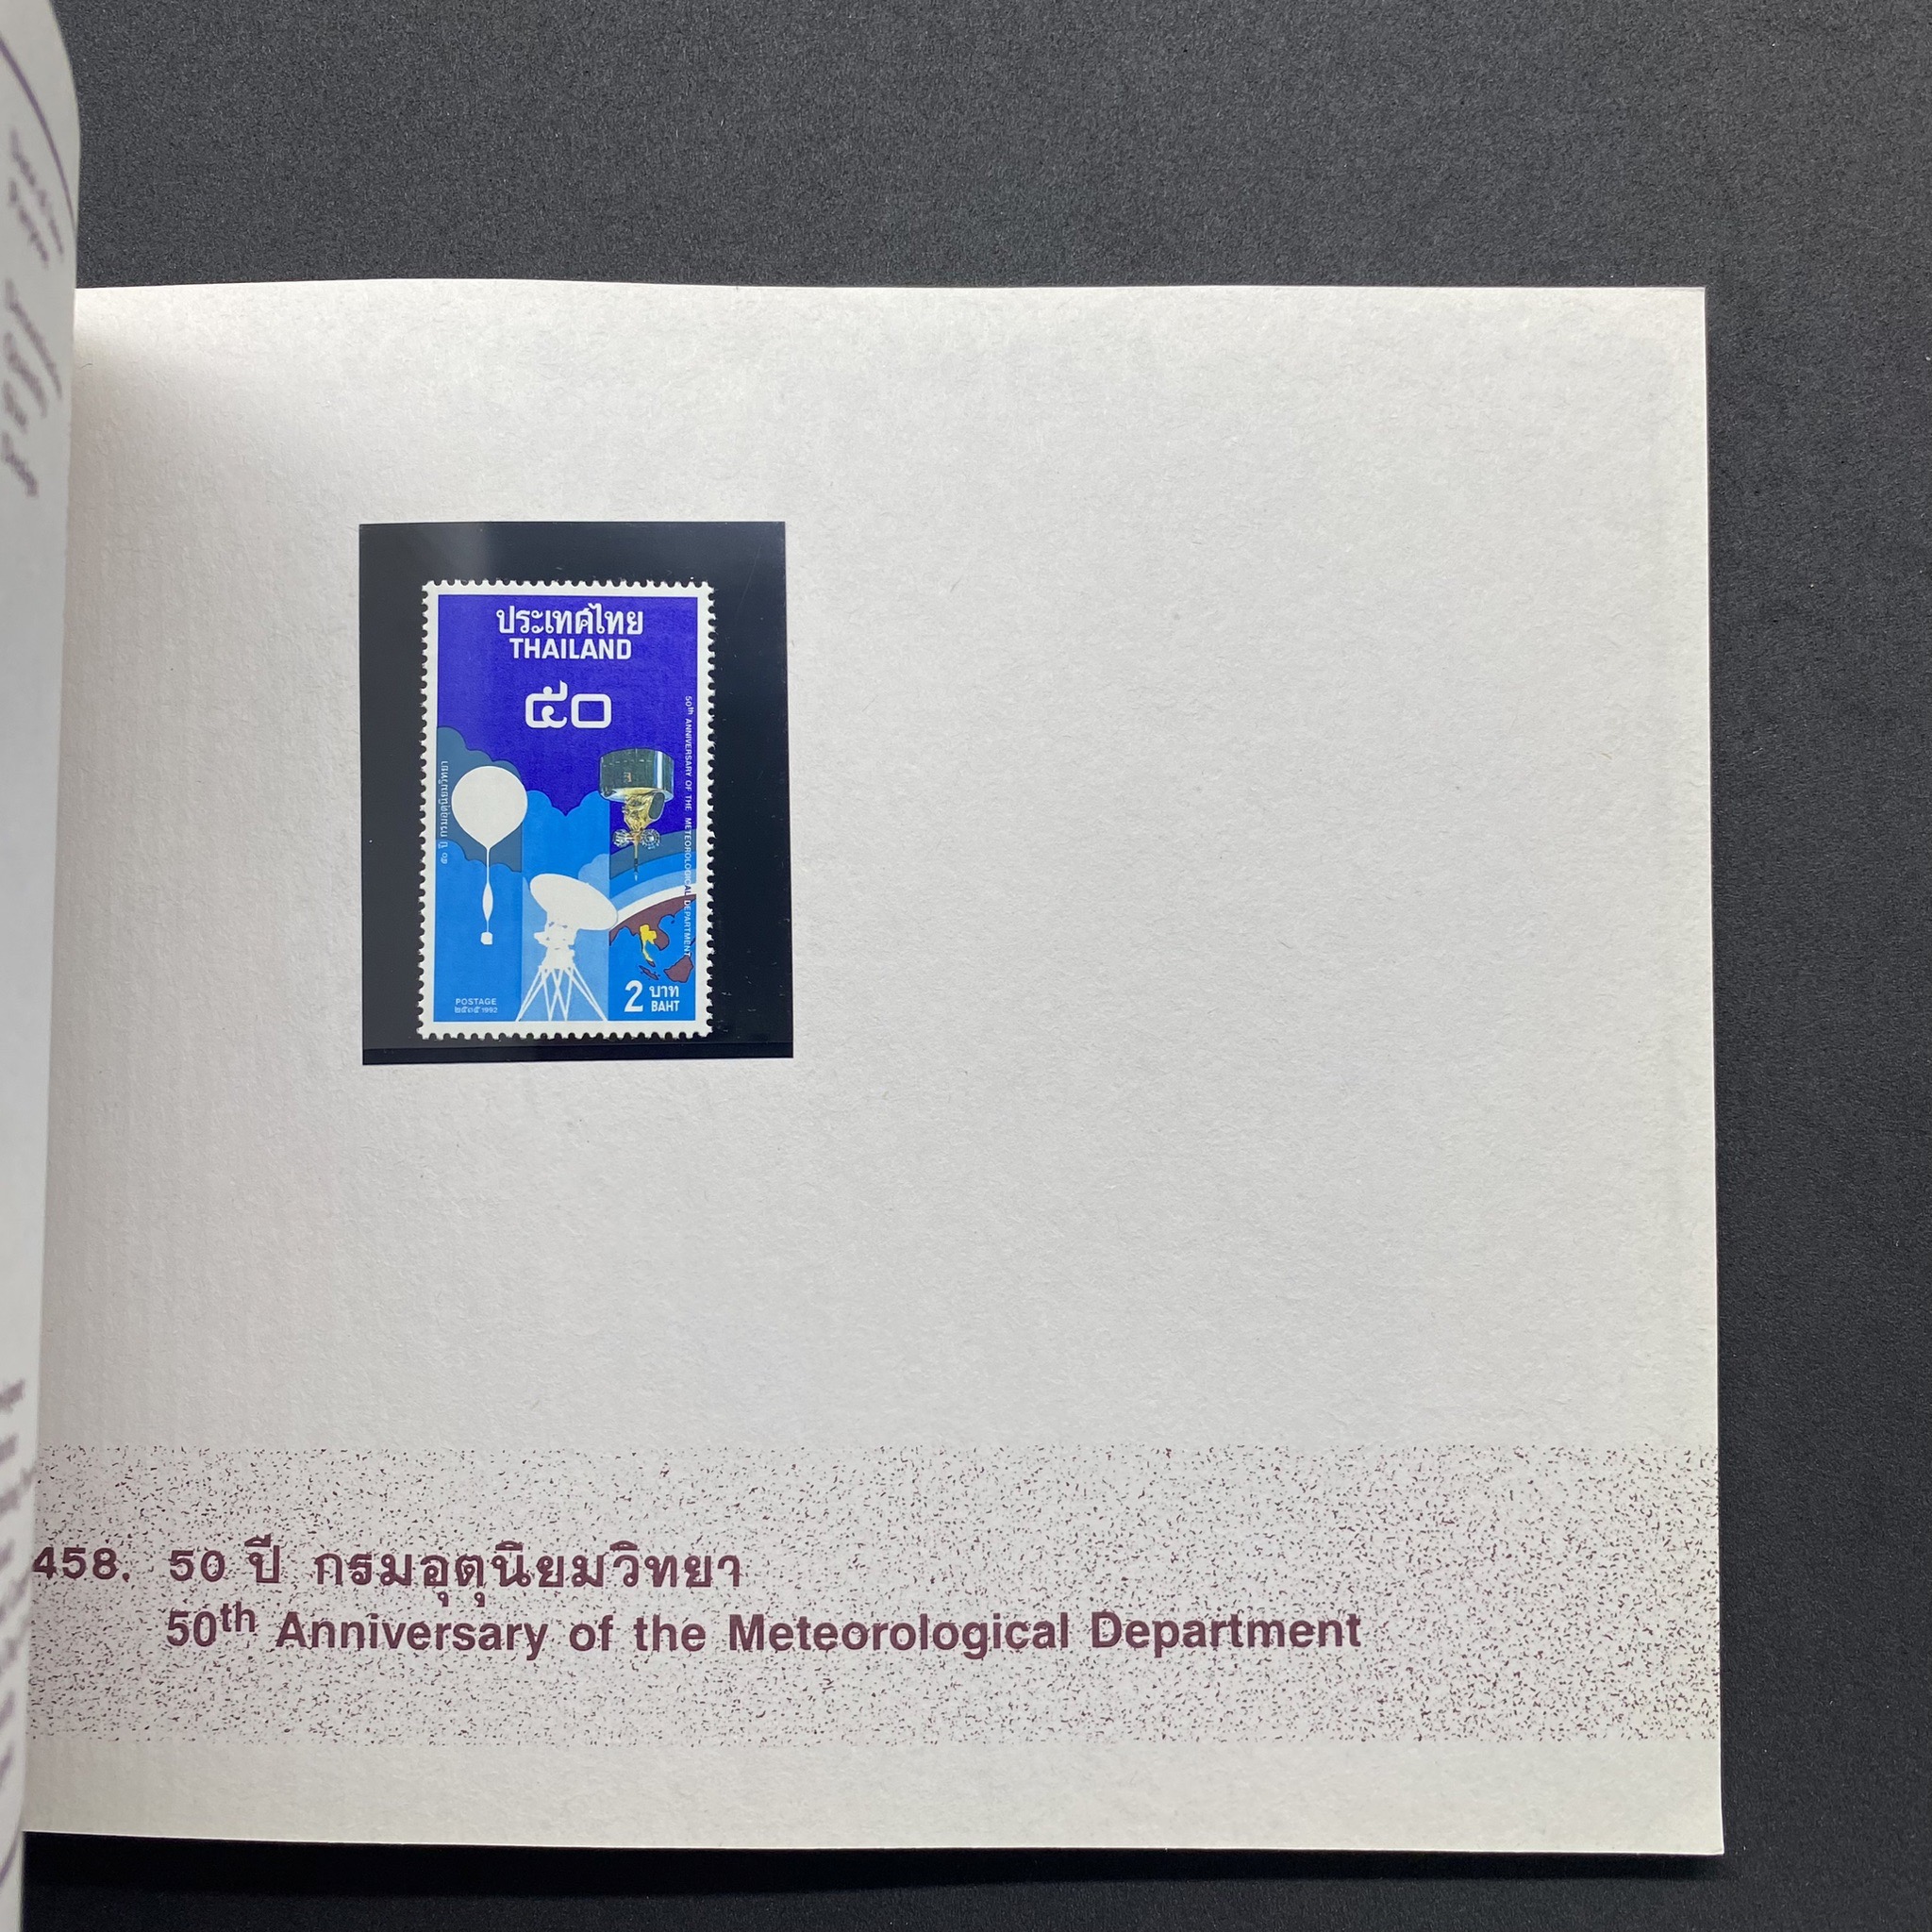 ประเทศไทย
THAILAND
๕๐
50th ANNIVERSARY OF THE METEOROLOGICAL DEPARTMENT
๕๐ ปี กรมอุตุนิยมวิทยา
POSTAGE
๒๕๓๕ 1992
2 บาท
BAHT
458. 50 ปี กรมอุตุนิยมวิทยา
50th Anniversary of the Meteorological Department